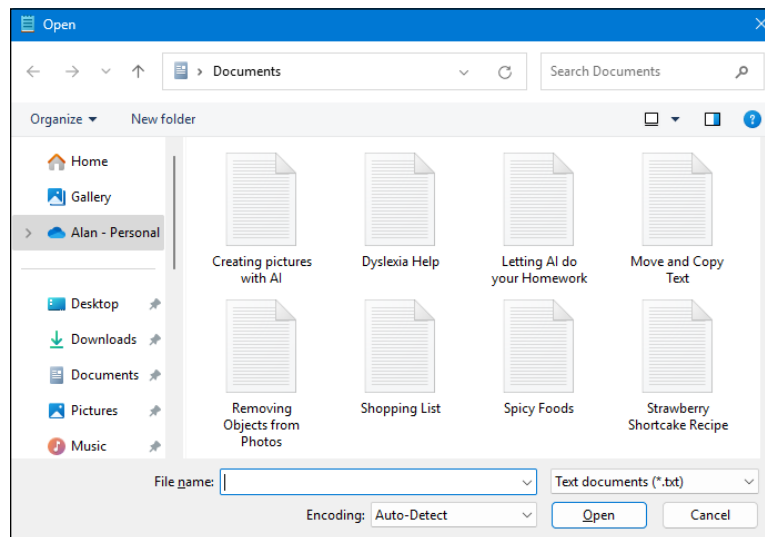 Open
Documents
Search Documents
Organize
New folder
Home
Gallery
Alan - Personal
Desktop
Downloads
Documents
Pictures
Music
Creating pictures
with AI
Dyslexia Help
Letting AI do
your Homework
Move and Copy
Text
Removing
Objects from
Photos
Shopping List
Spicy Foods
Strawberry
Shortcake Recipe
File name:
Text documents (*.txt)
Encoding: Auto-Detect
Open
Cancel